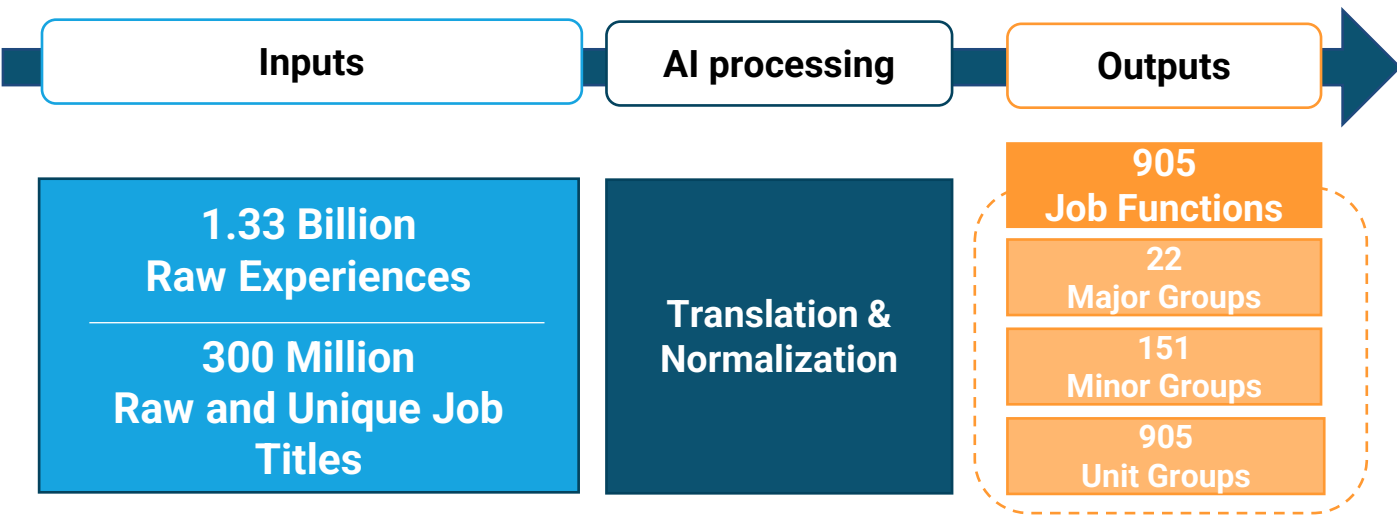 Inputs
AI processing
Outputs
1.33 Billion
Raw Experiences
300 Million
Raw and Unique Job
Titles
Translation &
Normalization
905
Job Functions
22
Major Groups
151
Minor Groups
905
Unit Groups